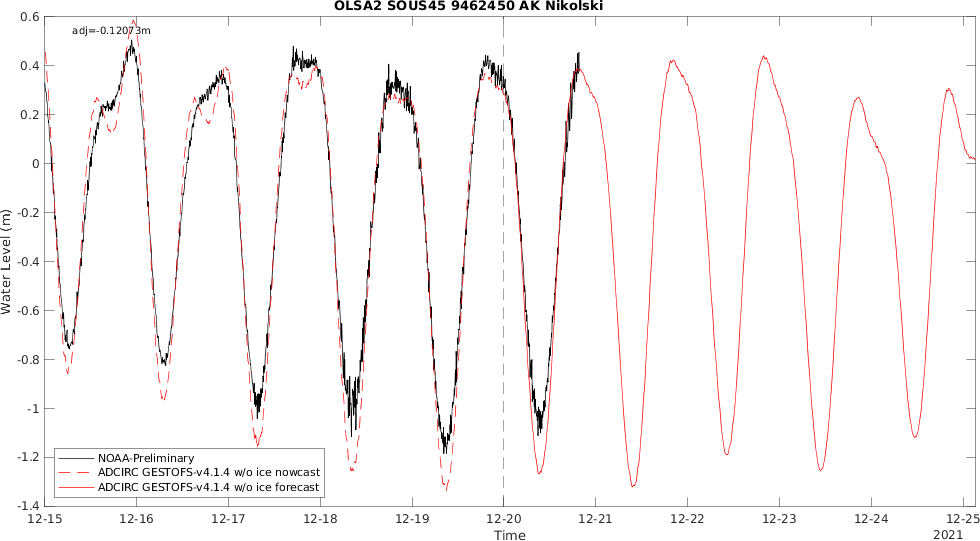 OLSA2 SOUS45 9462450 AK Nikolski
adj=-0.12073m
0.6
0.4
0.2
0
-0.2
-0.4
-0.6
-0.8
-1
-1.2
-1.4
Water Level (m)
NOAA-Preliminary
ADCIRC GESTOFS-v4.1.4 w/o ice nowcast
ADCIRC GESTOFS-v4.1.4 w/o ice forecast
12-15 12-16 12-17 12-18 12-19 12-20 12-21 12-22 12-23 12-24 12-25
Time
2021